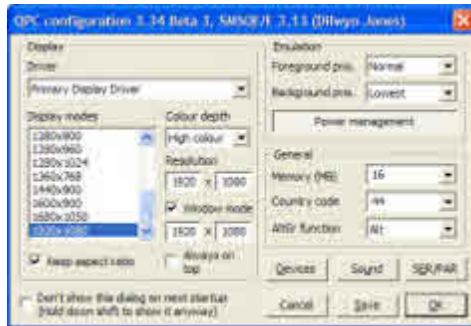 QPC configuration 3.34 Beta 3, SMSQ/E 3.13 (Dilwyn Jones)
Display
Driver
Primary Display Driver
Display modes
1280x800
1280x960
1280x1024
1360x768
1440x900
1600x900
1680x1050
1920x1080
Colour depth
High colour
Resolution
1920 x 1080
Window mode
1920 x 1080
Keep aspect ratio
Always on
top
Don't show this dialog on next startup
(Hold down shift to show it anyway)
Emulation
Foreground prio.
Normal
Background prio.
Lowest
Power management
General
Memory (MB)
16
Country code
44
AltGr function
Alt
Devices
Sound
SER/PAR
Cancel
Save
OK